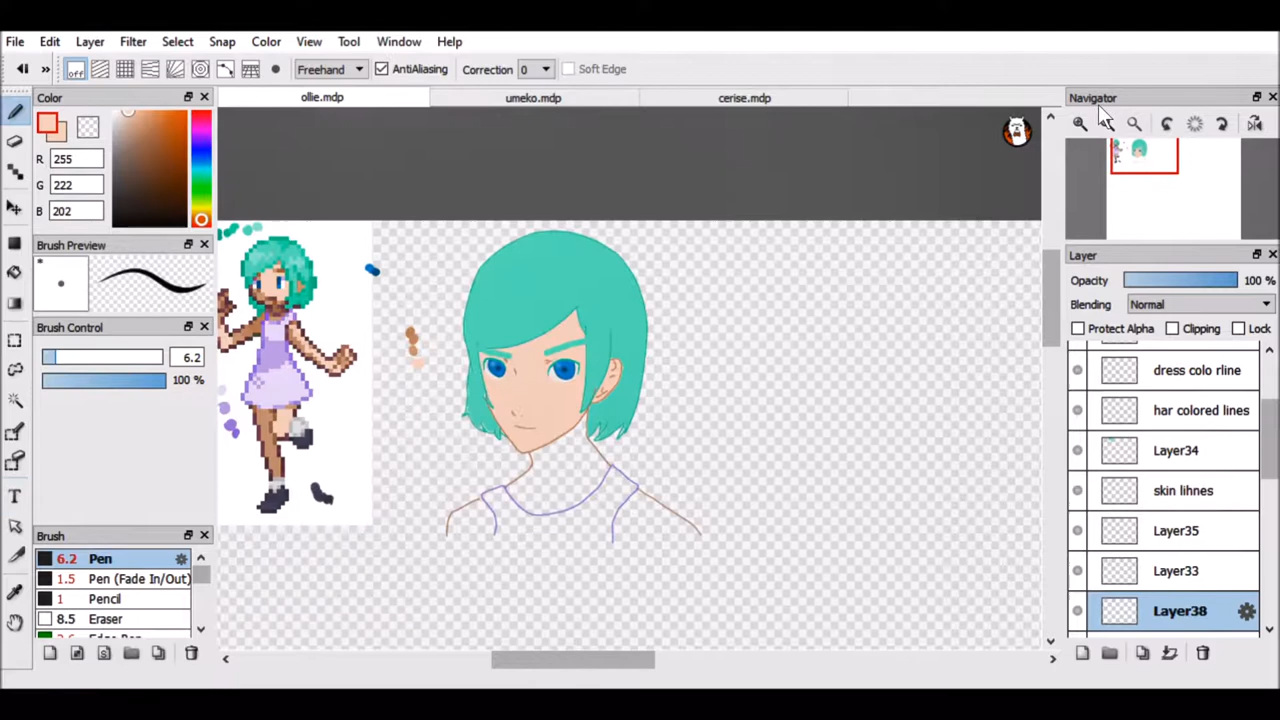 File Edit Layer Filter Select Snap Color View Tool Window Help
off Freehand AntiAliasing Correction 0 Soft Edge
Color
ollie.mdp umeko.mdp cerise.mdp
Navigator
R 255
G 222
B 202
Brush Preview
Layer
Opacity 100 %
Blending Normal
Brush Control
Protect Alpha Clipping Lock
6.2
100 %
dress colo rline
har colored lines
Layer34
skin lihnes
Layer35
Layer33
Layer38
Brush
6.2 Pen
1.5 Pen (Fade In/Out)
1 Pencil
8.5 Eraser